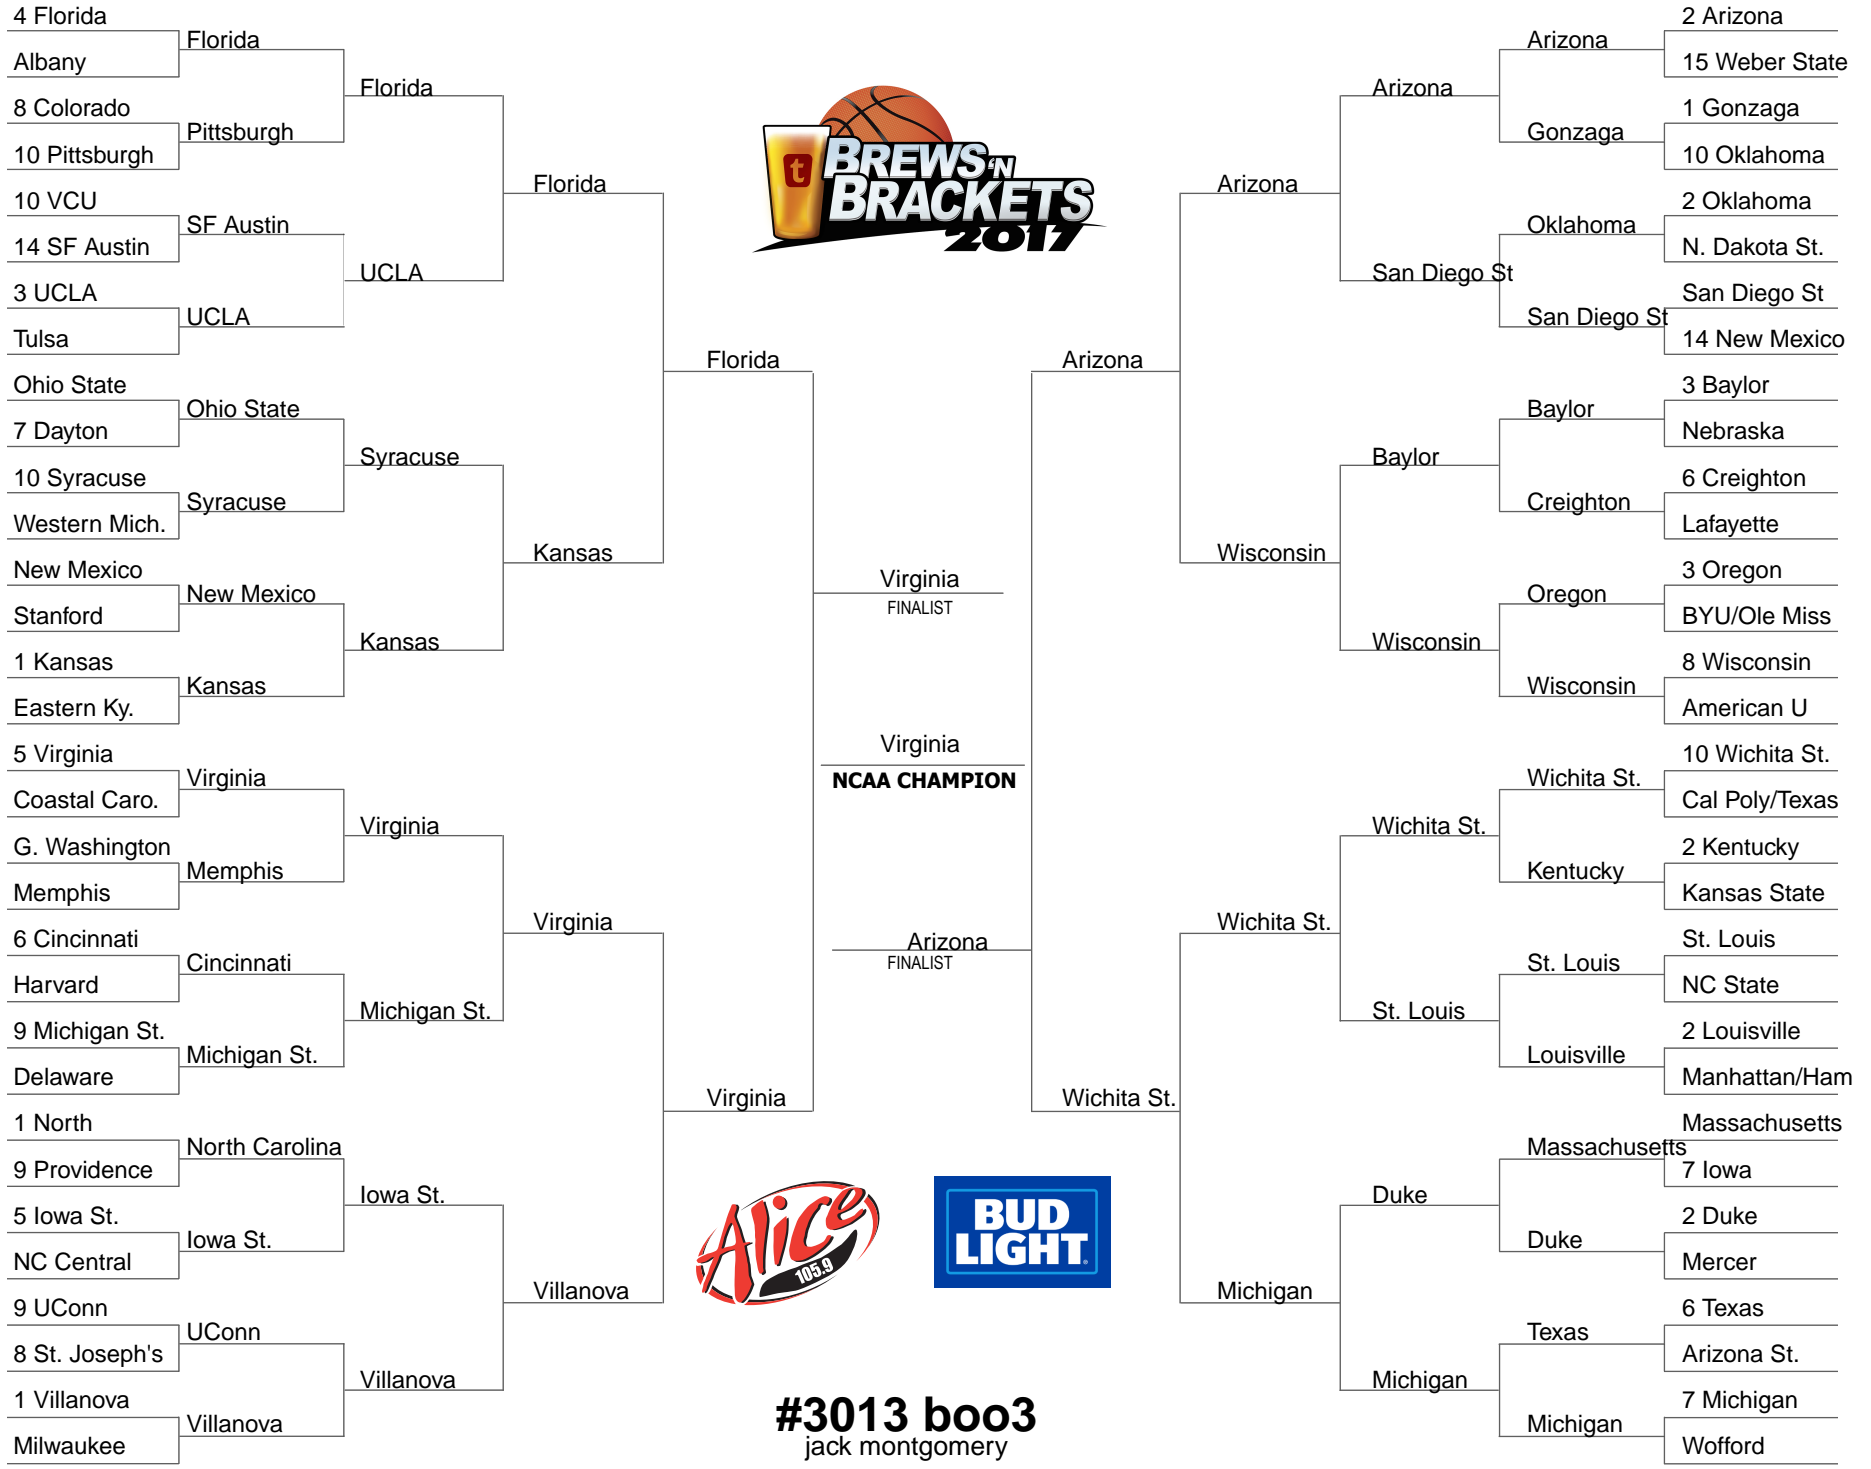 4 Florida
Albany
8 Colorado
10 Pittsburgh
10 VCU
14 SF Austin
3 UCLA
Tulsa
Ohio State
7 Dayton
10 Syracuse
Western Mich.
New Mexico
Stanford
1 Kansas
Eastern Ky.
5 Virginia
Coastal Caro.
G. Washington
Memphis
6 Cincinnati
Harvard
9 Michigan St.
Delaware
1 North
9 Providence
5 Iowa St.
NC Central
9 UConn
8 St. Joseph's
1 Villanova
Milwaukee
Florida
Pittsburgh
SF Austin
UCLA
Ohio State
Syracuse
New Mexico
Kansas
Virginia
Memphis
Cincinnati
Michigan St.
North Carolina
Iowa St.
UConn
Villanova
Florida
UCLA
Syracuse
Kansas
Virginia
Michigan St.
Iowa St.
Villanova
Florida
Kansas
Virginia
Villanova
Florida
Virginia
t
BREWS 'N
BRACKETS
2017
Virginia
FINALIST
Virginia
NCAA CHAMPION
Arizona
FINALIST
Alice
105.9
BUD
LIGHT
#3013 boo3
jack montgomery
Arizona
Wichita St.
Arizona
Wisconsin
Wichita St.
Michigan
Arizona
San Diego St
Baylor
Wisconsin
Wichita St.
St. Louis
Duke
Michigan
Arizona
Gonzaga
Oklahoma
San Diego St
Baylor
Creighton
Oregon
Wisconsin
Wichita St.
Kentucky
St. Louis
Louisville
Massachusetts
Duke
Texas
Michigan
2 Arizona
15 Weber State
1 Gonzaga
10 Oklahoma
2 Oklahoma
N. Dakota St.
San Diego St
14 New Mexico
3 Baylor
Nebraska
6 Creighton
Lafayette
3 Oregon
BYU/Ole Miss
8 Wisconsin
American U
10 Wichita St.
Cal Poly/Texas
2 Kentucky
Kansas State
St. Louis
NC State
2 Louisville
Manhattan/Ham
Massachusetts
7 Iowa
2 Duke
Mercer
6 Texas
Arizona St.
7 Michigan
Wofford